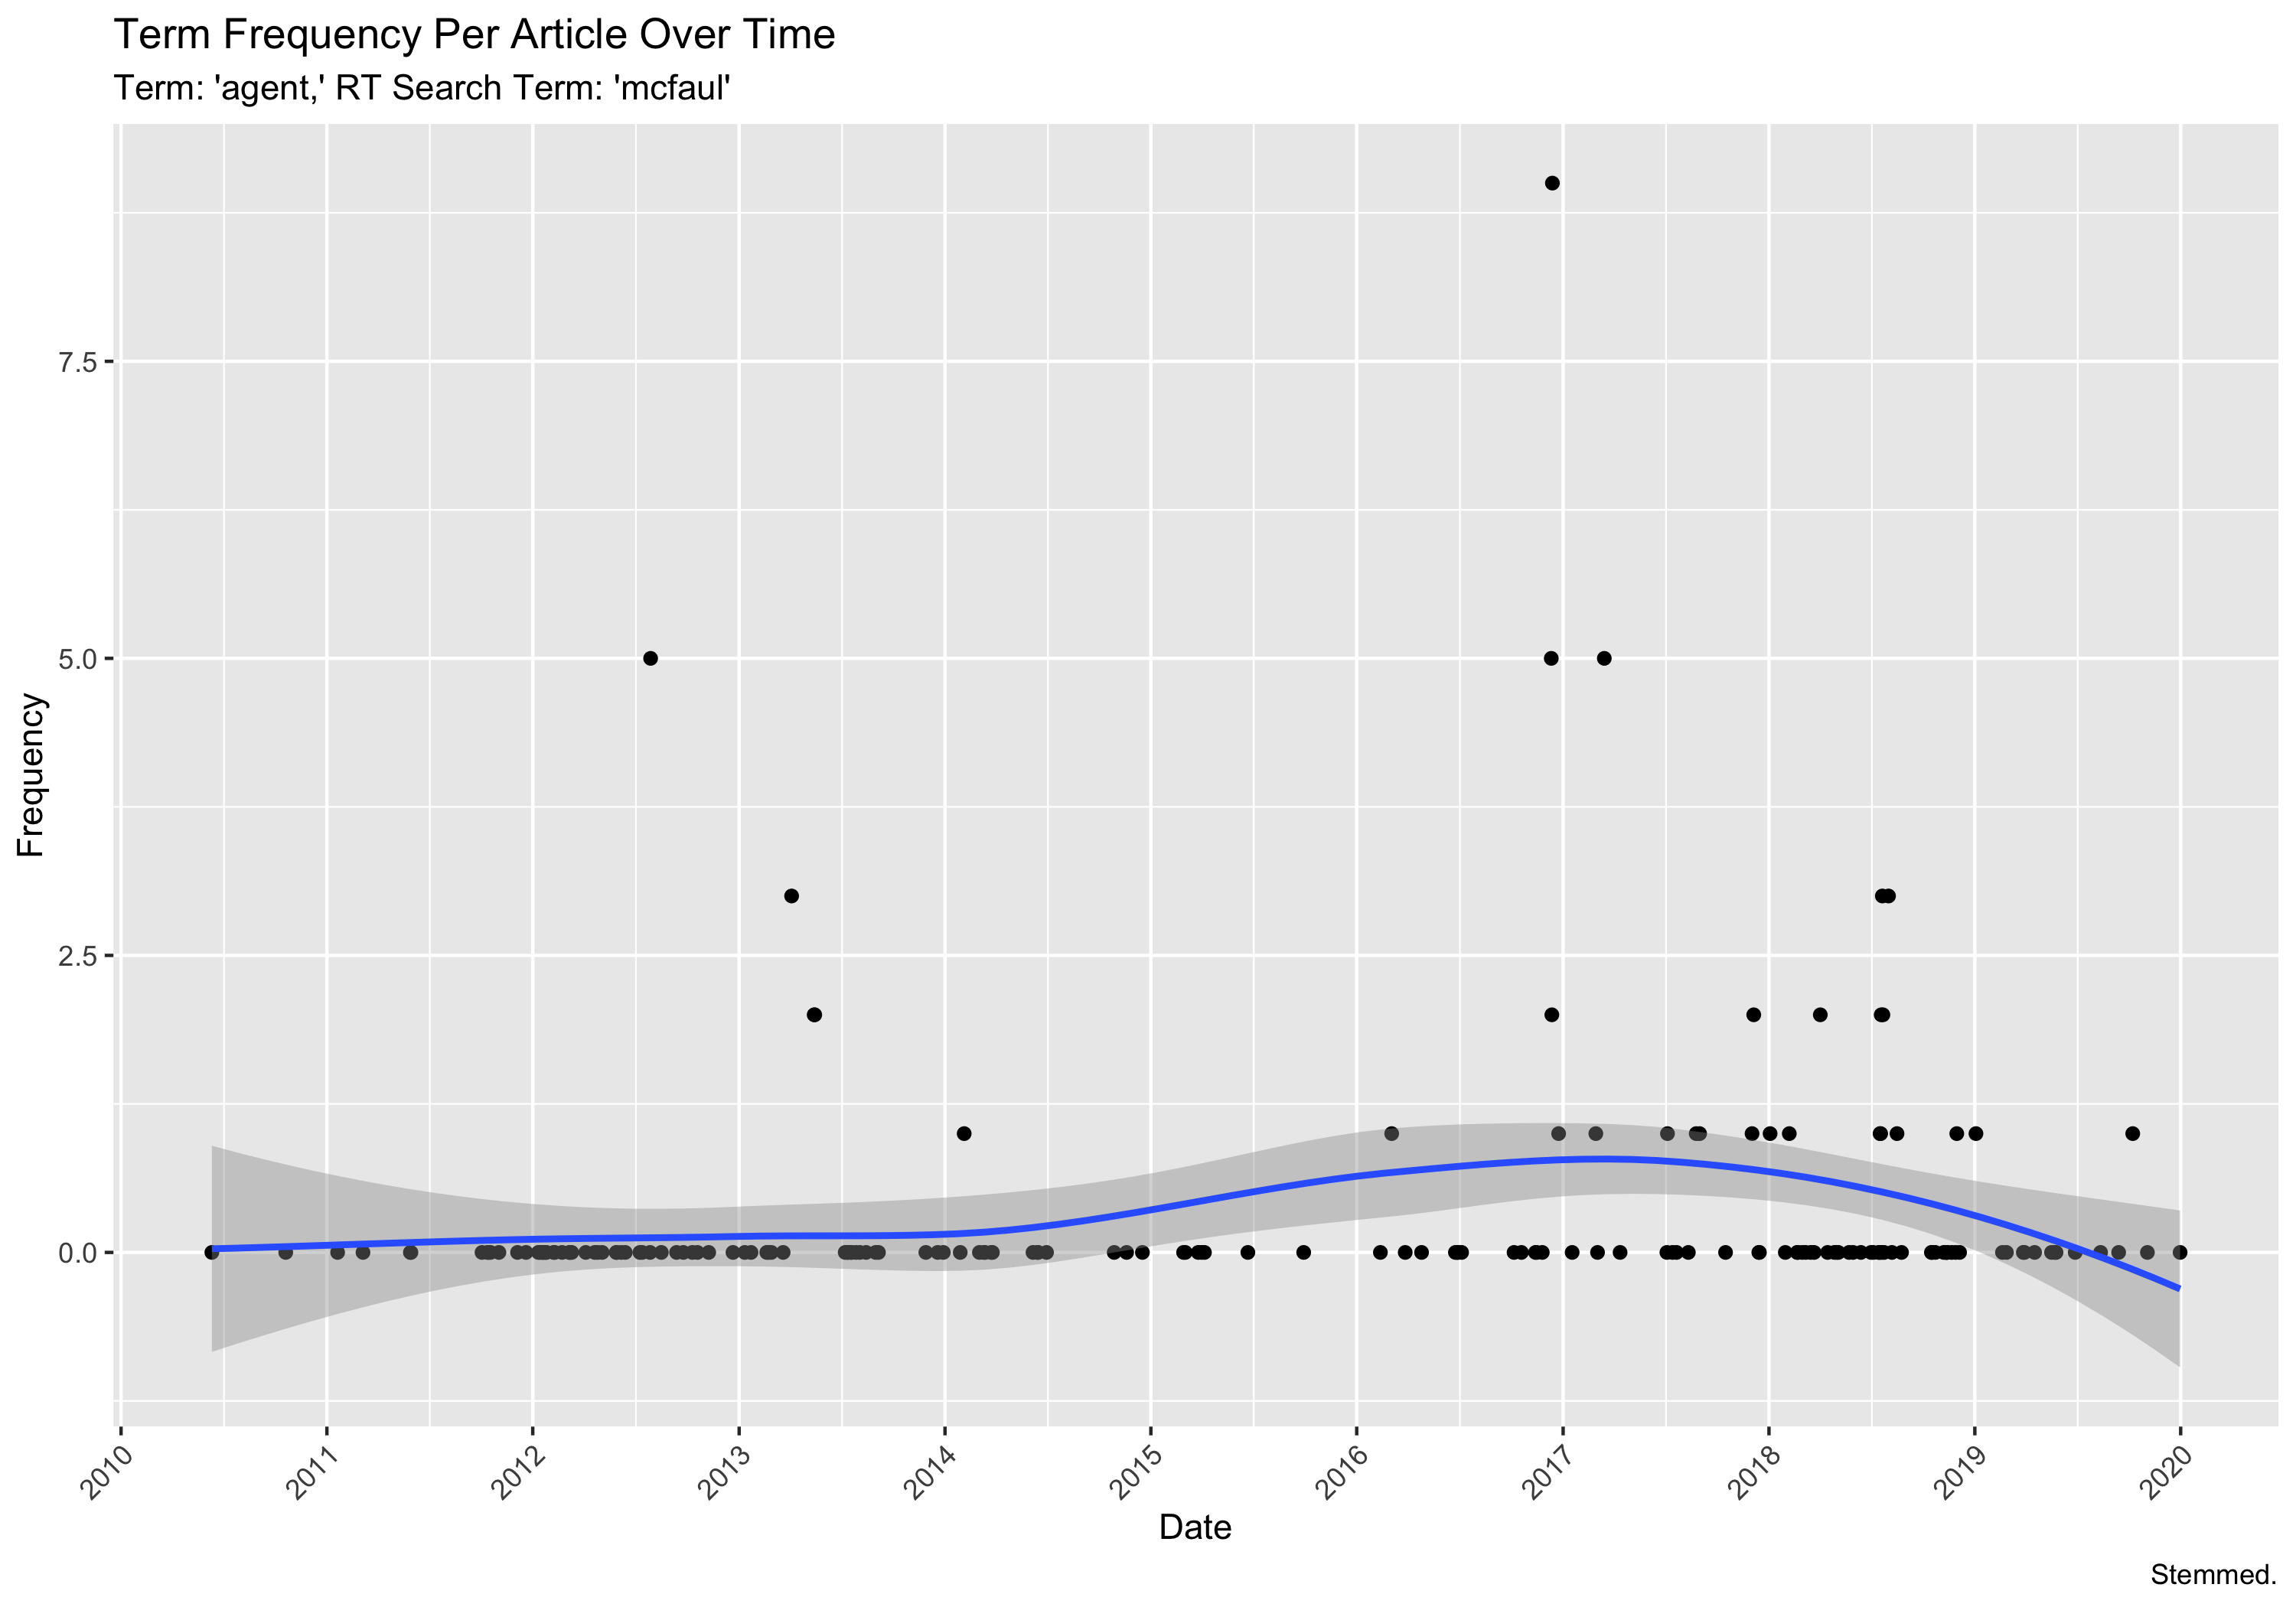 Term Frequency Per Article Over Time
Term: 'agent,' RT Search Term: 'mcfaul'
Frequency
7.5
5.0
2.5
0.0
2010 2011 2012 2013 2014 2015 2016 2017 2018 2019 2020
Date
Stemmed.